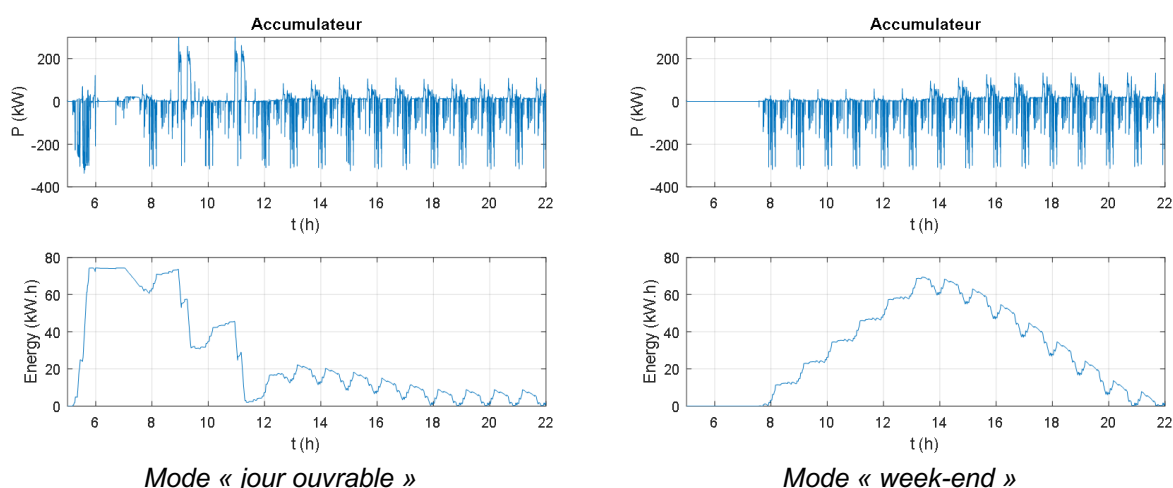 Accumulateur
P (kW)
200
0
-200
-400
6 8 10 12 14 16 18 20 22
t (h)
Energy (kW.h)
80
60
40
20
0
6 8 10 12 14 16 18 20 22
t (h)
Mode « jour ouvrable »
Accumulateur
P (kW)
200
0
-200
-400
6 8 10 12 14 16 18 20 22
t (h)
Energy (kW.h)
80
60
40
20
0
6 8 10 12 14 16 18 20 22
t (h)
Mode « week-end »